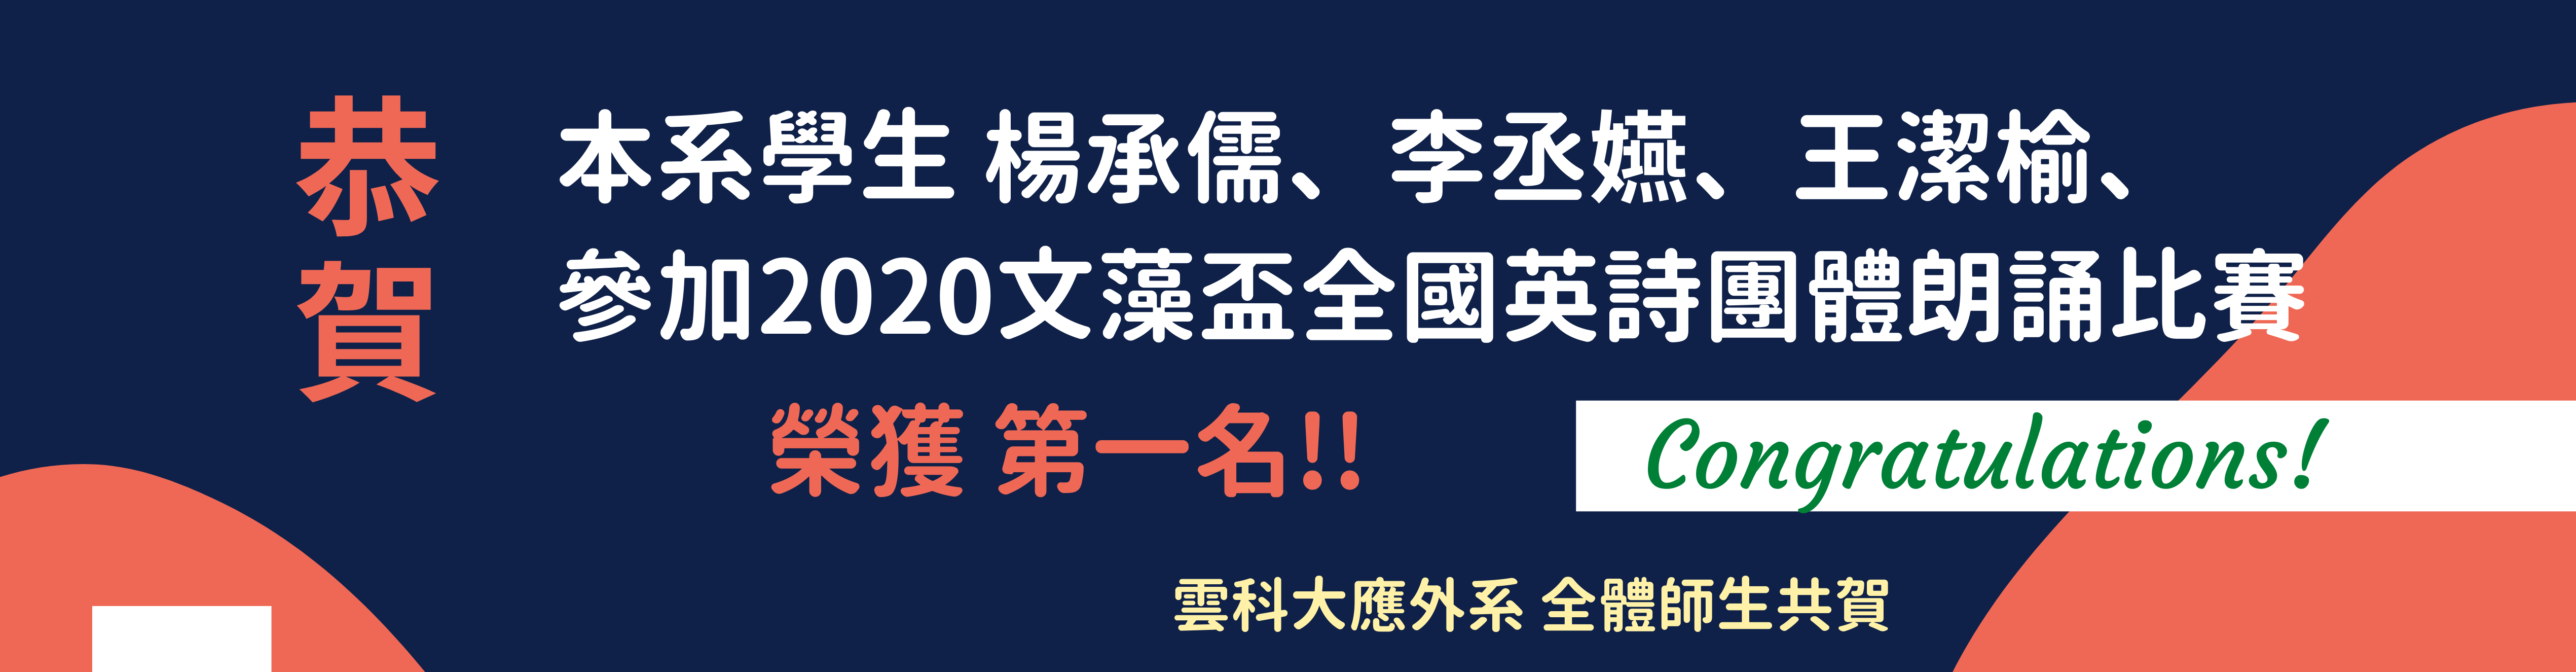 恭賀
本系學生 楊承儒、李丞嬿、王潔榆、
參加2020文藻盃全國英詩團體朗誦比賽
榮獲 第一名!!
Congratulations!
雲科大應外系 全體師生共賀